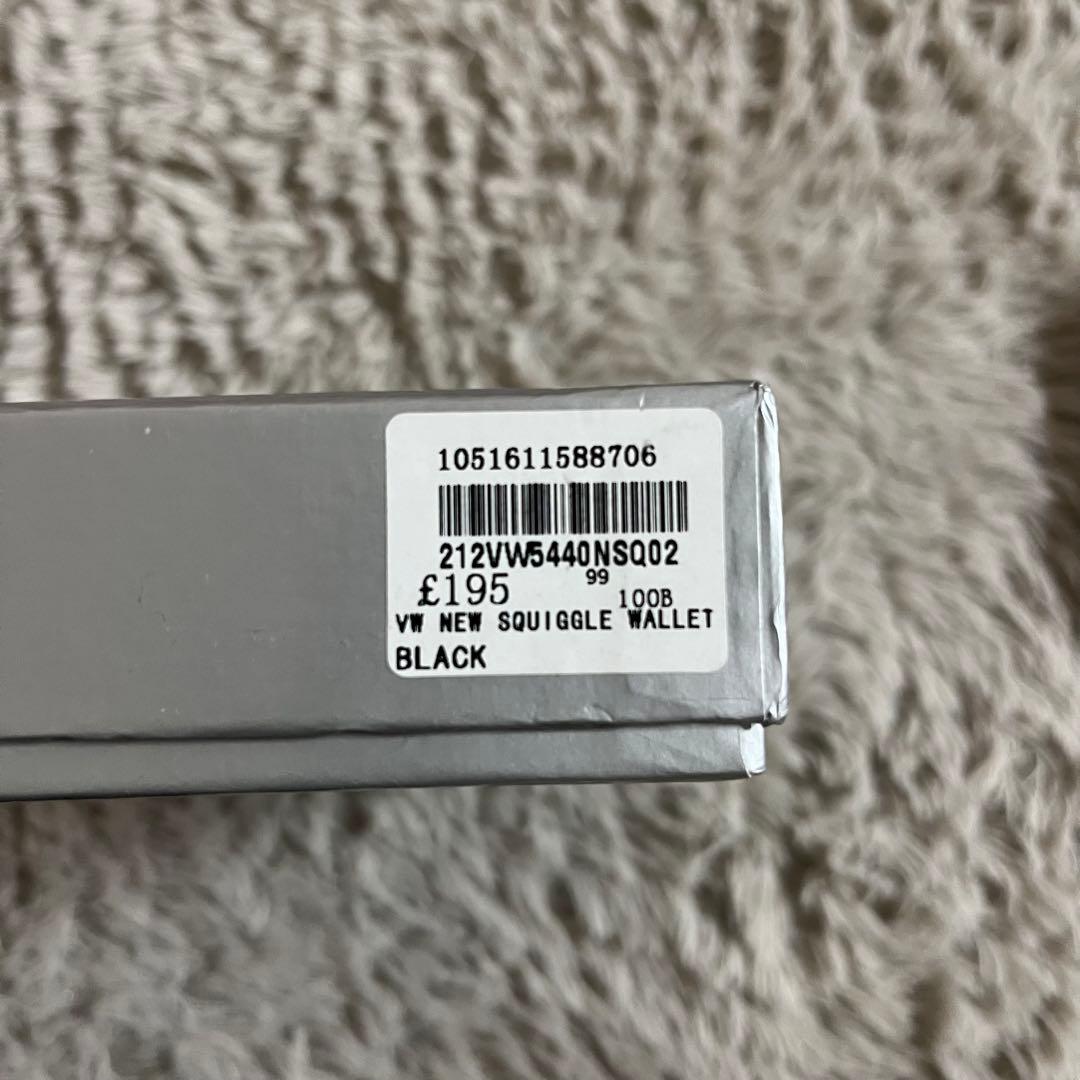 1051611588706
212VW5440NSQ02
£195 99 100B
VW NEW SQUIGGLE WALLET
BLACK